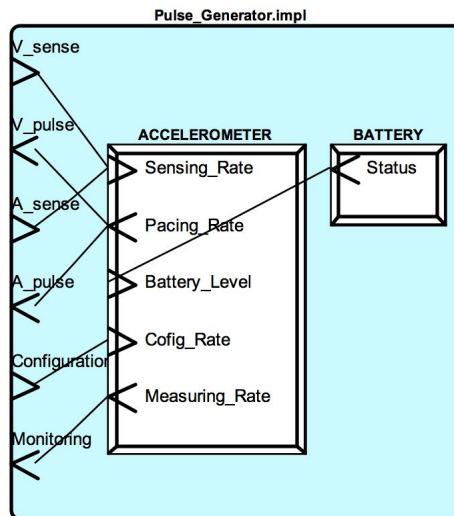 Pulse_Generator.impl
V_sense
V_pulse
A_sense
A_pulse
Configuration
Monitoring
ACCELEROMETER
Sensing_Rate
Pacing_Rate
Battery_Level
Cofig_Rate
Measuring_Rate
BATTERY
Status